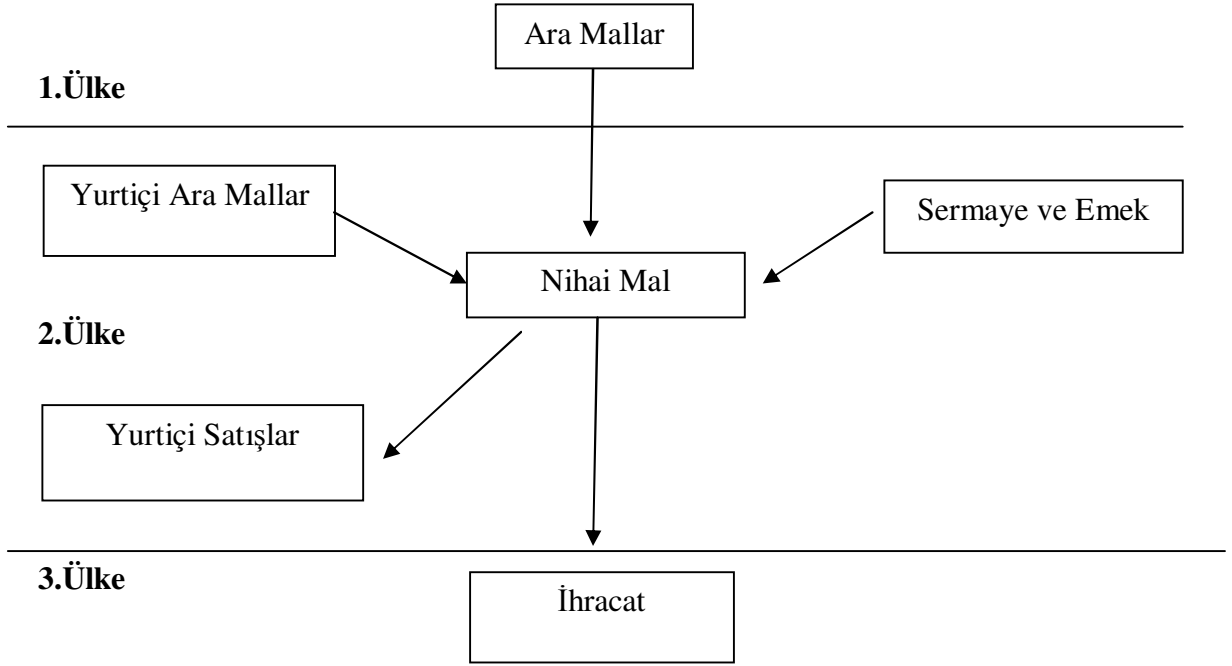 Ara Mallar
1.Ülke
Yurtiçi Ara Mallar
Sermaye ve Emek
Nihai Mal
2.Ülke
Yurtiçi Satışlar
3.Ülke
İhracat